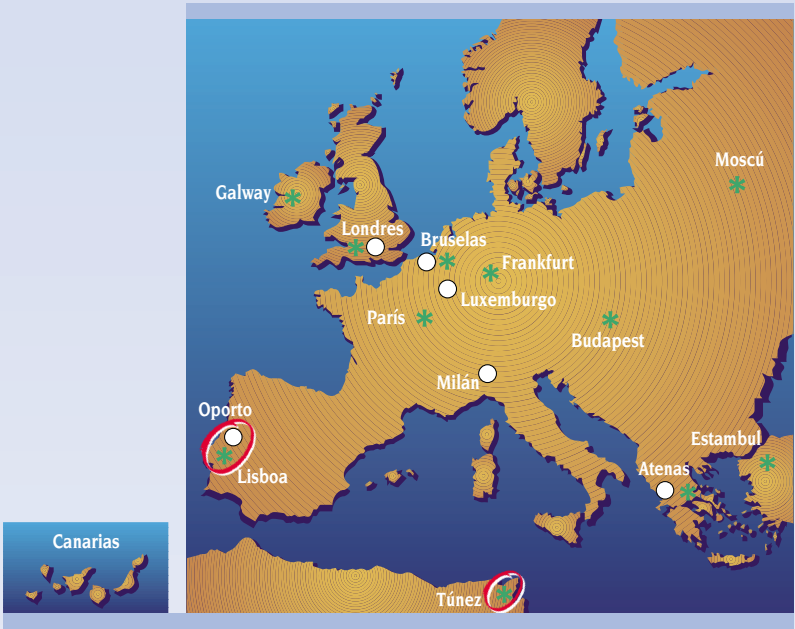 Moscú
Galway
Londres
Bruselas
Frankfurt
Luxemburgo
París
Budapest
Milán
Oporto
Estambul
Atenas
Lisboa
Canarias
Túnez